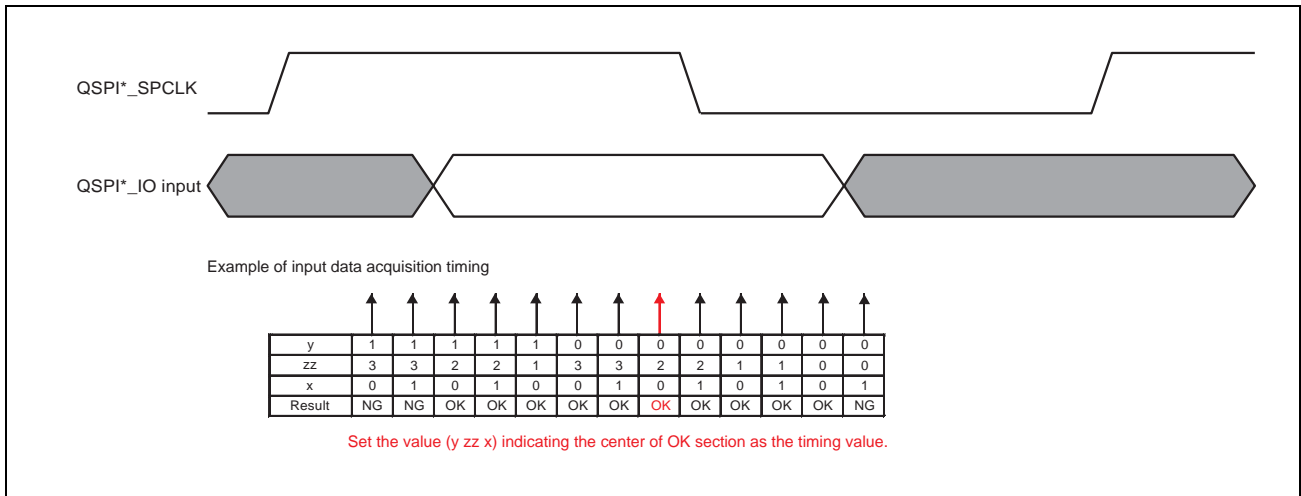 QSPI*_SPCLK
QSPI*_IO input
Example of input data acquisition timing
y 1 1 1 1 1 0 0 0 0 0 0 0 0
zz 3 3 2 2 1 3 3 2 2 1 1 0 0
x 0 1 0 1 0 0 1 0 1 0 1 0 1
Result NG NG OK OK OK OK OK OK OK OK OK OK NG
Set the value (y zz x) indicating the center of OK section as the timing value.